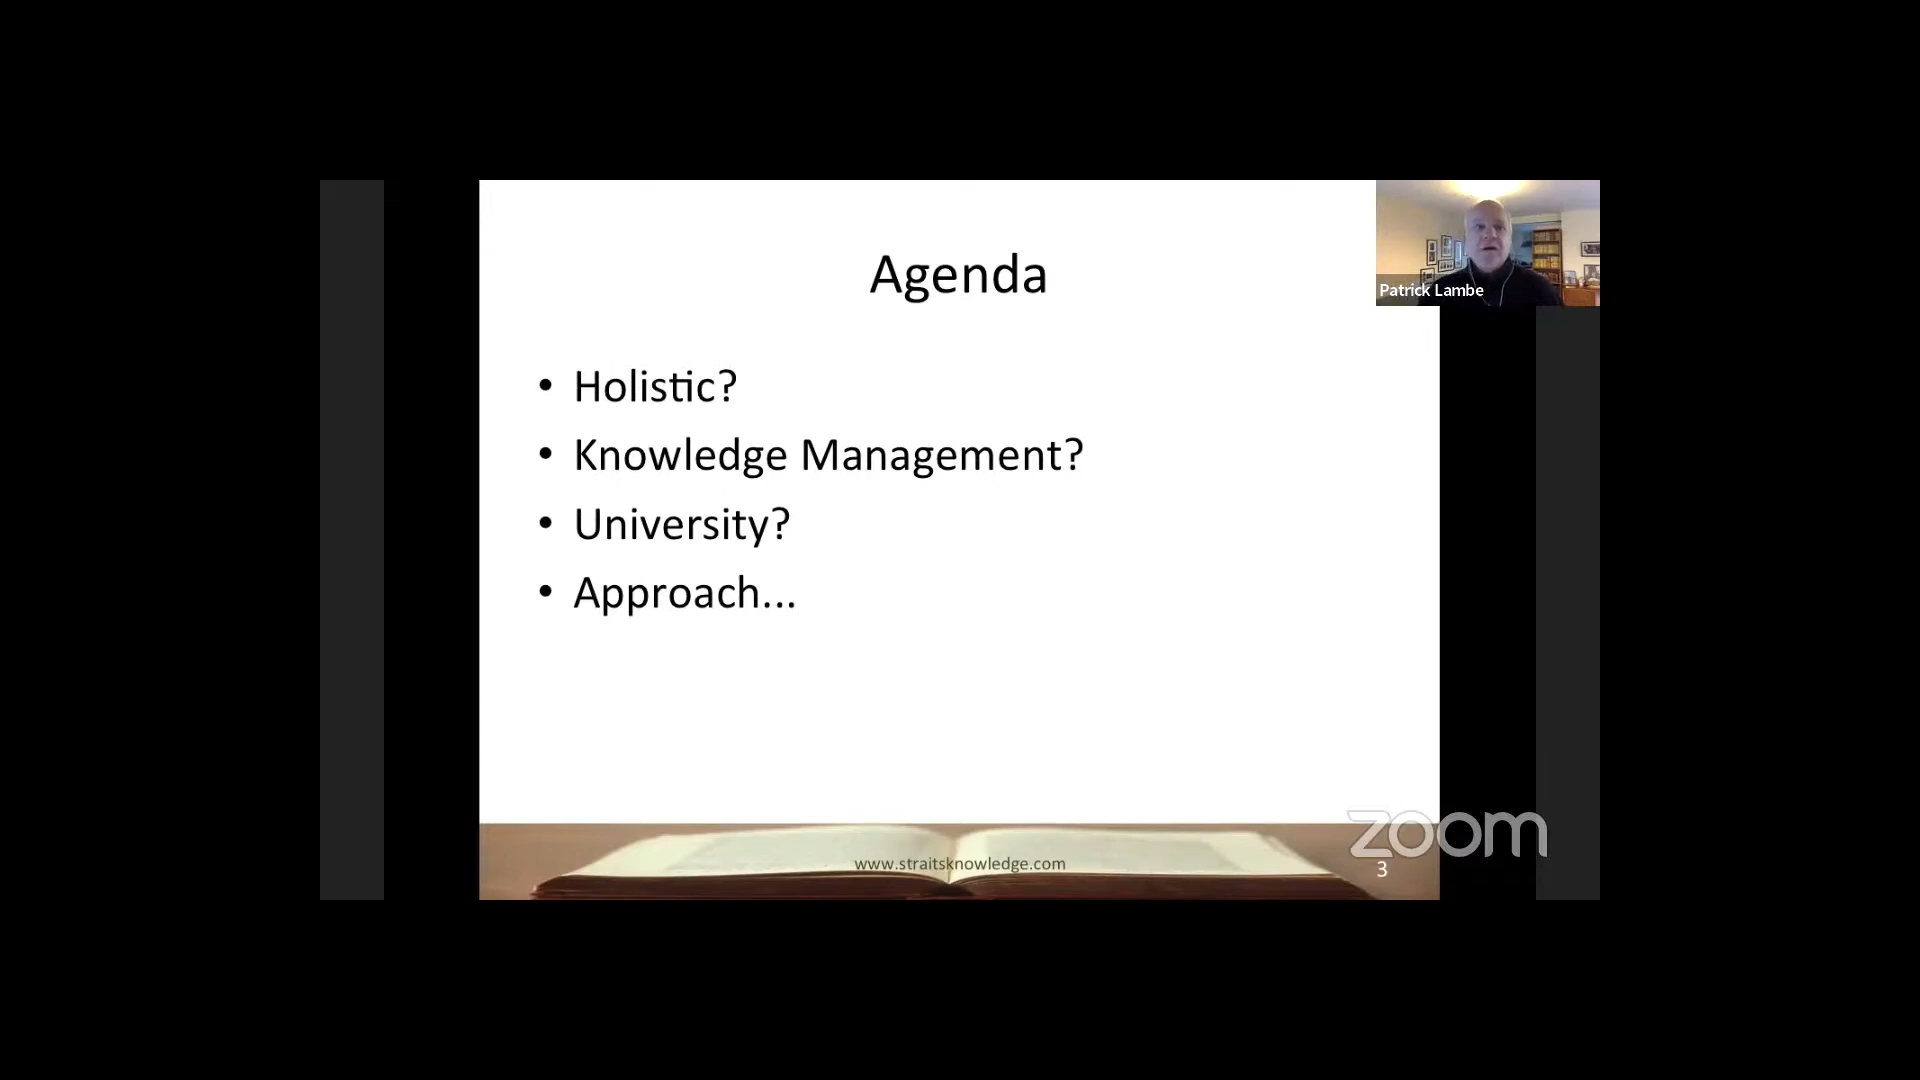 Agenda
Patrick Lambe
• Holistic?
• Knowledge Management?
• University?
• Approach...
zoom
www.straitsknowledge.com
3